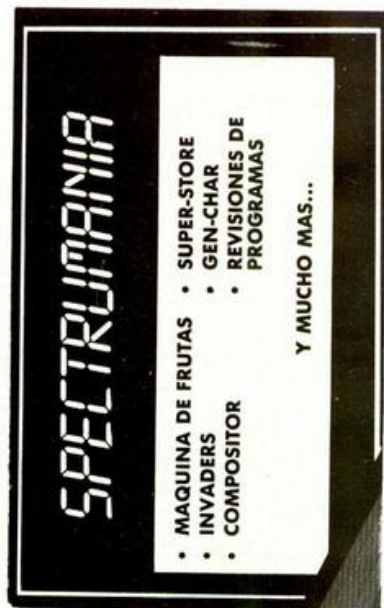 SPECTRUMANIA
• MAQUINA DE FRUTAS
• INVADERS
• COMPOSITOR
• SUPER-STORE
• GEN-CHAR
• REVISIONES DE
PROGRAMAS
Y MUCHO MAS...